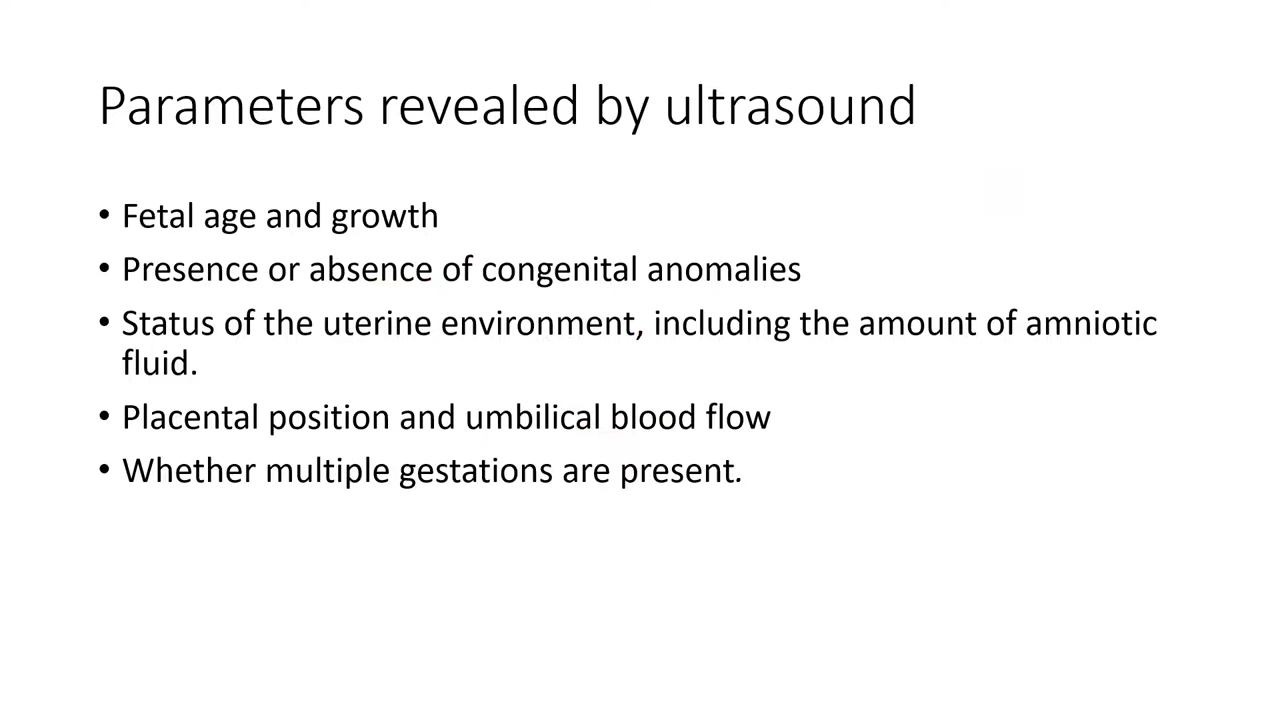 Parameters revealed by ultrasound
• Fetal age and growth
• Presence or absence of congenital anomalies
• Status of the uterine environment, including the amount of amniotic
fluid.
• Placental position and umbilical blood flow
• Whether multiple gestations are present.